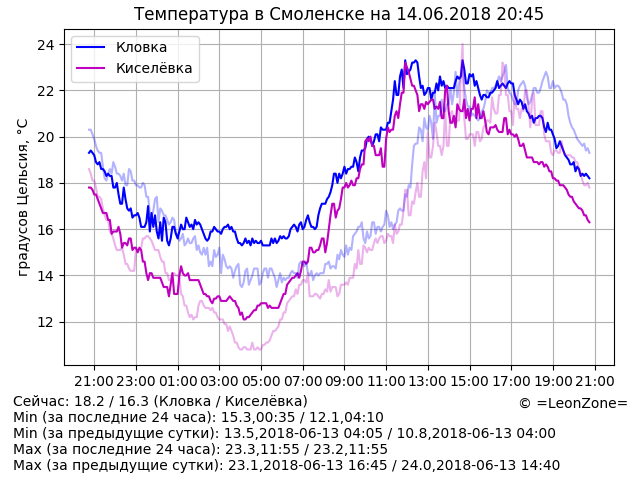 Температура в Смоленске на 14.06.2018 20:45
Кловка
Киселёвка
градусов Цельсия, °C
24
22
20
18
16
14
12
21:00 23:00 01:00 03:00 05:00 07:00 09:00 11:00 13:00 15:00 17:00 19:00 21:00
Сейчас: 18.2 / 16.3 (Кловка / Киселёвка)
© =LeonZone=
Min (за последние 24 часа): 15.3,00:35 / 12.1,04:10
Min (за предыдущие сутки): 13.5,2018-06-13 04:05 / 10.8,2018-06-13 04:00
Max (за последние 24 часа): 23.3,11:55 / 23.2,11:55
Max (за предыдущие сутки): 23.1,2018-06-13 16:45 / 24.0,2018-06-13 14:40